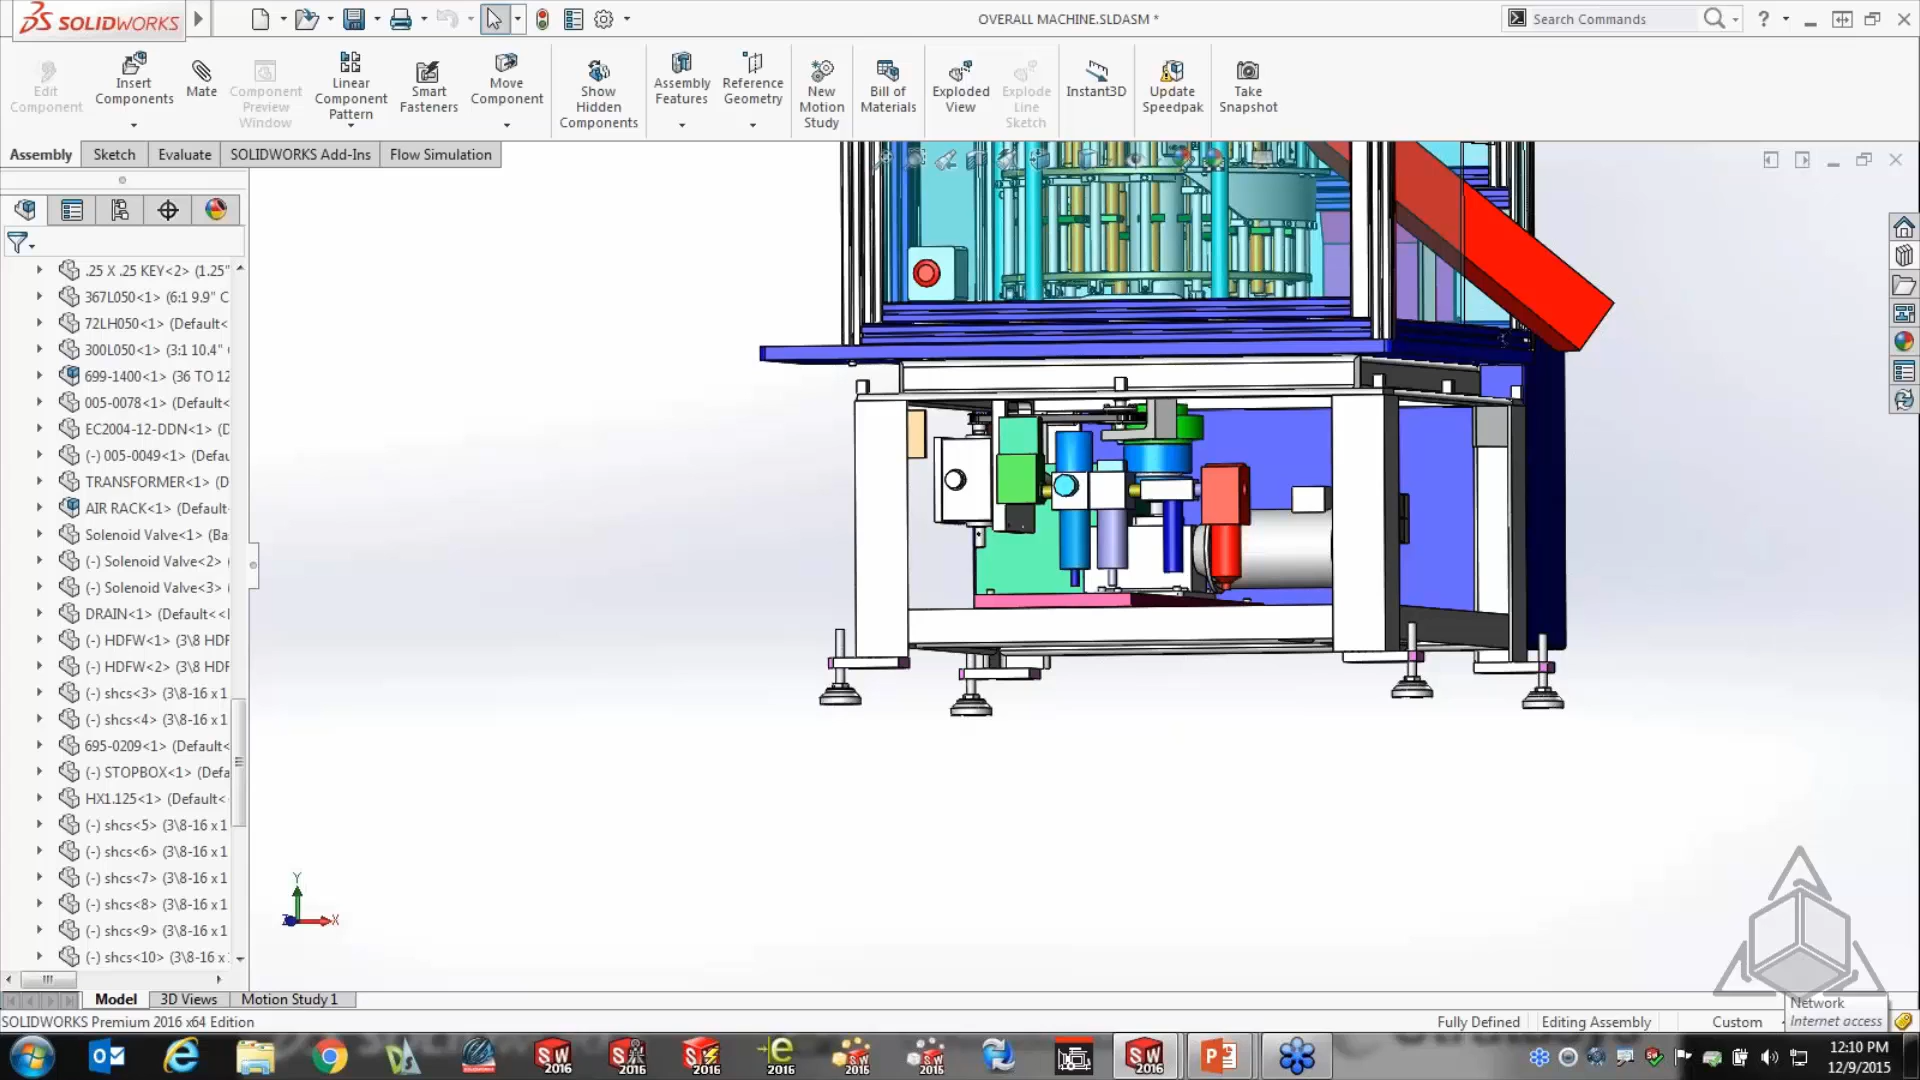 SOLIDWORKS
OVERALL MACHINE.SLDASM *
Search Commands
Edit Component
Insert Components
Mate
Component Preview Window
Linear Component Pattern
Smart Fasteners
Move Component
Show Hidden Components
Assembly Features
Reference Geometry
New Motion Study
Bill of Materials
Exploded View
Explode Line Sketch
Instant3D
Update Speedpak
Take Snapshot
Assembly
Sketch
Evaluate
SOLIDWORKS Add-Ins
Flow Simulation
.25 X .25 KEY<2> (1.25"
367L050<1> (6:1 9.9" C
72LH050<1> (Default<
300L050<1> (3:1 10.4"
699-1400<1> (36 TO 12
005-0078<1> (Default<
EC2004-12-DDN<1> (D
(-) 005-0049<1> (Defau
TRANSFORMER<1> (D
AIR RACK<1> (Default
Solenoid Valve<1> (Ba
(-) Solenoid Valve<2> (
(-) Solenoid Valve<3> (
DRAIN<1> (Default<<
(-) HDFW<1> (3\8 HDF
(-) HDFW<2> (3\8 HDF
(-) shcs<3> (3\8-16 x 1
(-) shcs<4> (3\8-16 x 1
695-0209<1> (Default<
(-) STOPBOX<1> (Defa
HX1.125<1> (Default<
(-) shcs<5> (3\8-16 x 1
(-) shcs<6> (3\8-16 x 1
(-) shcs<7> (3\8-16 x 1
(-) shcs<8> (3\8-16 x 1
(-) shcs<9> (3\8-16 x 1
(-) shcs<10> (3\8-16 x
Y
Z
X
Model
3D Views
Motion Study 1
Network
Internet access
SOLIDWORKS Premium 2016 x64 Edition
Fully Defined
Editing Assembly
Custom
12:10 PM
12/9/2015